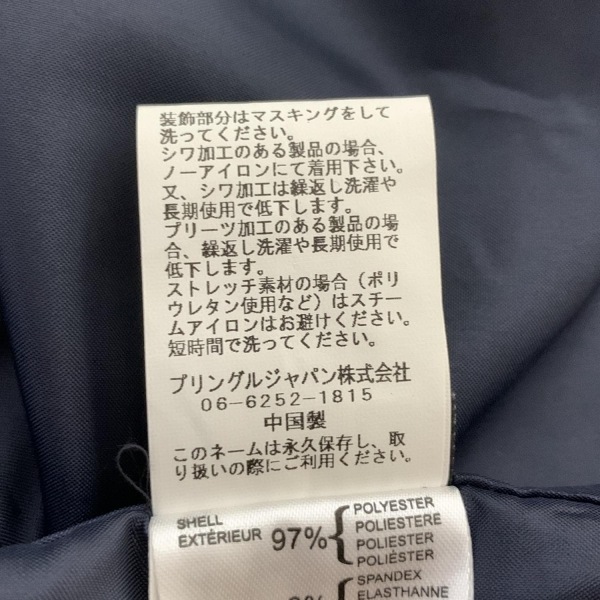 装飾部分はマスキングをして
洗ってください。
シワ加工のある製品の場合、
ノーアイロンにて着用下さい。
又、シワ加工は繰返し洗濯や
長期使用で低下します。
プリーツ加工のある製品の場
合、繰返し洗濯や長期使用で
低下します。
ストレッチ素材の場合（ポリ
ウレタン使用など）はスチー
ムアイロンはお避けください。
短時間で洗ってください。
プリングルジャパン株式会社
06-6252-1815
中国製
このネームは永久保存し、取
り扱いの際にご利用ください。
SHELL
EXTÉRIEUR
97%
POLYESTER
POLIESTERE
POLIESTER
POLIÉSTER
SPANDEX
ELASTHANNE